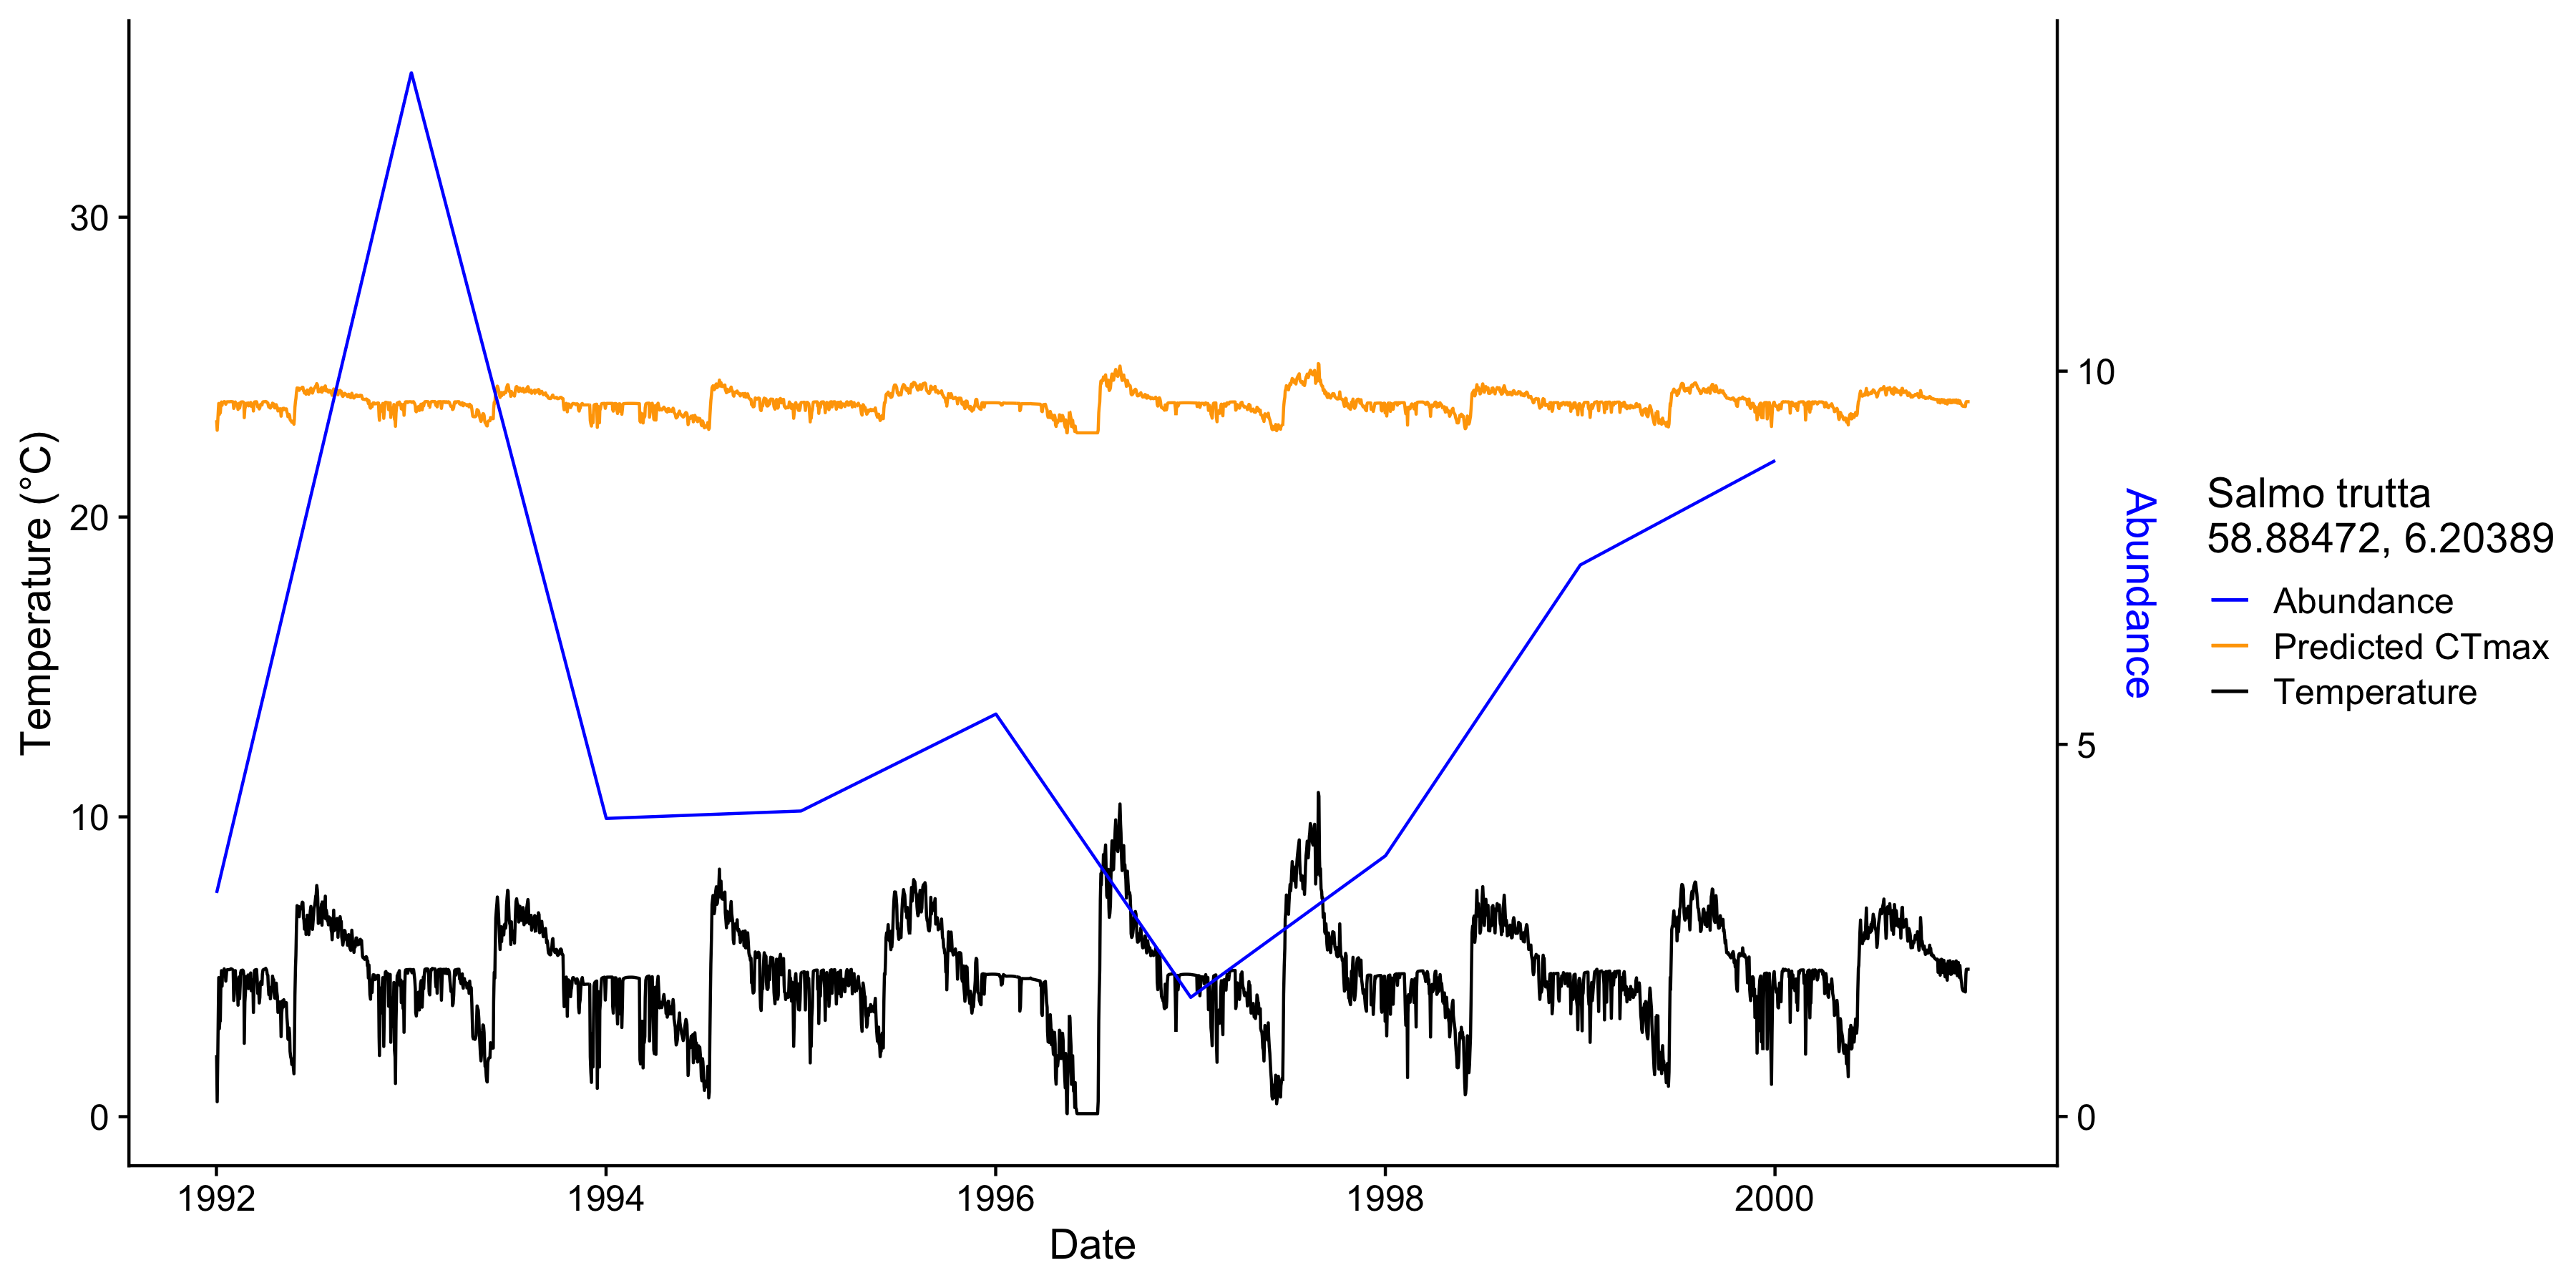 Temperature (°C)
30
20
10
0
1992
1994
1996
1998
2000
Date
10
5
0
Abundance
Salmo trutta
58.88472, 6.20389
Abundance
Predicted CTmax
Temperature